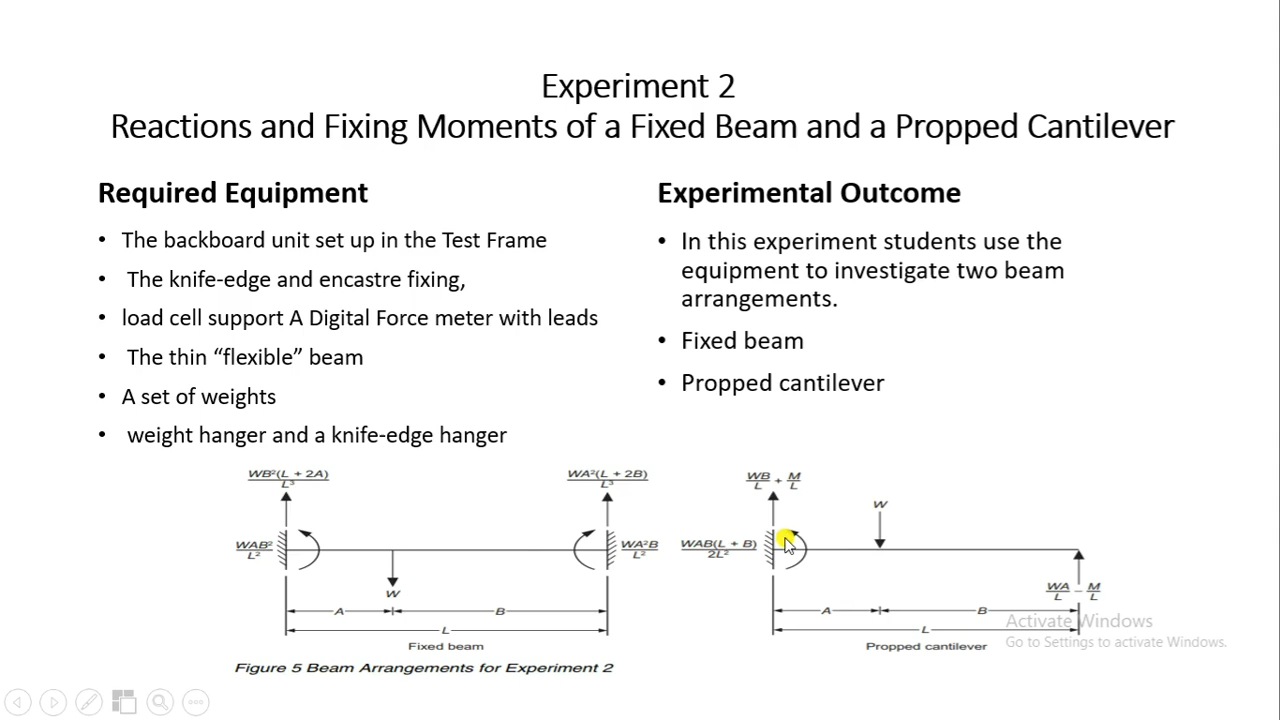 Experiment 2
Reactions and Fixing Moments of a Fixed Beam and a Propped Cantilever
Required Equipment
• The backboard unit set up in the Test Frame
• The knife-edge and encastre fixing,
• load cell support A Digital Force meter with leads
• The thin “flexible” beam
• A set of weights
• weight hanger and a knife-edge hanger
Experimental Outcome
• In this experiment students use the
equipment to investigate two beam
arrangements.
• Fixed beam
• Propped cantilever
WB²(L + 2A)
L³
WA²(L + 2B)
L³
WAB²
L²
WA²B
L²
W
A
B
L
Fixed beam
WB/L + M/L
W
WAB(L + B)
2L²
WA/L - M/L
A
B
L
Propped cantilever
Figure 5 Beam Arrangements for Experiment 2
Activate Windows
Go to Settings to activate Windows.